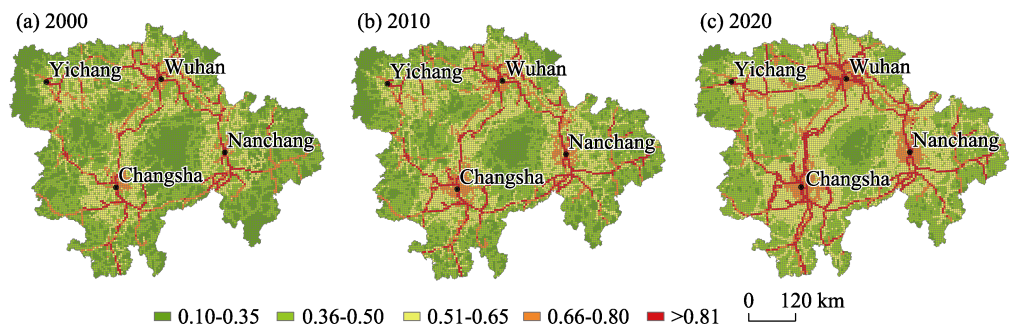 (a) 2000
Yichang
Wuhan
Nanchang
Changsha
(b) 2010
Yichang
Wuhan
Nanchang
Changsha
(c) 2020
Yichang
Wuhan
Nanchang
Changsha
0.10-0.35 0.36-0.50 0.51-0.65 0.66-0.80 >0.81
0 120 km